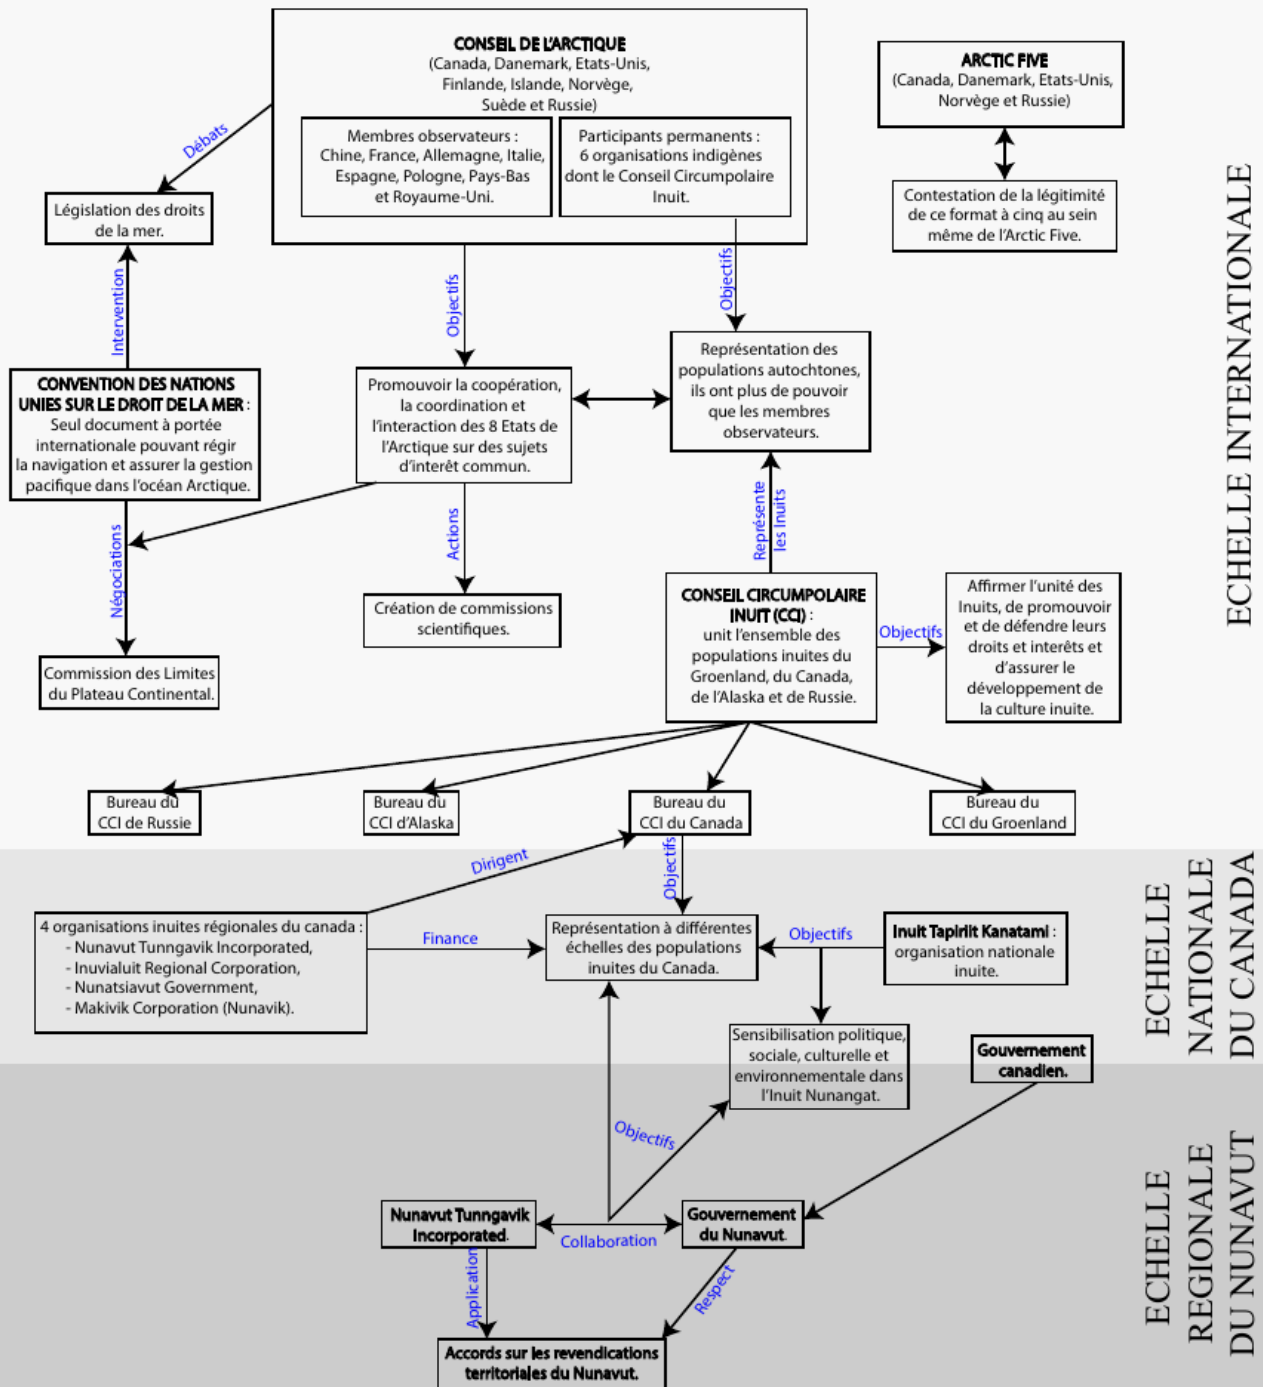 CONSEIL DE L'ARCTIQUE
(Canada, Danemark, Etats-Unis,
Finlande, Islande, Norvège,
Suède et Russie)
Membres observateurs :
Chine, France, Allemagne, Italie,
Espagne, Pologne, Pays-Bas
et Royaume-Uni.
Participants permanents :
6 organisations indigènes
dont le Conseil Circumpolaire
Inuit.
ARCTIC FIVE
(Canada, Danemark, Etats-Unis,
Norvège et Russie)
Contestation de la légitimité
de ce format à cinq au sein
même de l'Arctic Five.
Débats
Législation des droits
de la mer.
Intervention
Objectifs
Objectifs
CONVENTION DES NATIONS
UNIES SUR LE DROIT DE LA MER :
Seul document à portée
internationale pouvant régir
la navigation et assurer la gestion
pacifique dans l'océan Arctique.
Promouvoir la coopération,
la coordination et
l'interaction des 8 Etats de
l'Arctique sur des sujets
d'interêt commun.
Représentation des
populations autochtones,
ils ont plus de pouvoir
que les membres
observateurs.
Négociations
Actions
Représente
les Inuits
Commission des Limites
du Plateau Continental.
Création de commissions
scientifiques.
CONSEIL CIRCUMPOLAIRE
INUIT (CCI) :
unit l'ensemble des
populations inuites du
Groenland, du Canada,
de l'Alaska et de Russie.
Objectifs
Affirmer l'unité des
Inuits, de promouvoir
et de défendre leurs
droits et interêts et
d'assurer le
développement de
la culture inuite.
ECHELLE INTERNATIONALE
Bureau du
CCI de Russie
Bureau du
CCI d'Alaska
Bureau du
CCI du Canada
Bureau du
CCI du Groenland
Dirigent
Objectifs
4 organisations inuites régionales du canada :
- Nunavut Tunngavik Incorporated,
- Inuvialuit Regional Corporation,
- Nunatsiavut Government,
- Makivik Corporation (Nunavik).
Finance
Représentation à différentes
échelles des populations
inuites du Canada.
Objectifs
Inuit Tapiriit Kanatami :
organisation nationale
inuite.
Sensibilisation politique,
sociale, culturelle et
environnementale dans
l'Inuit Nunangat.
Gouvernement
canadien.
ECHELLE
NATIONALE
DU CANADA
Objectifs
Nunavut Tunngavik
Incorporated.
Collaboration
Gouvernement
du Nunavut.
Application
Respect
Accords sur les revendications
territoriales du Nunavut.
ECHELLE
REGIONALE
DU NUNAVUT